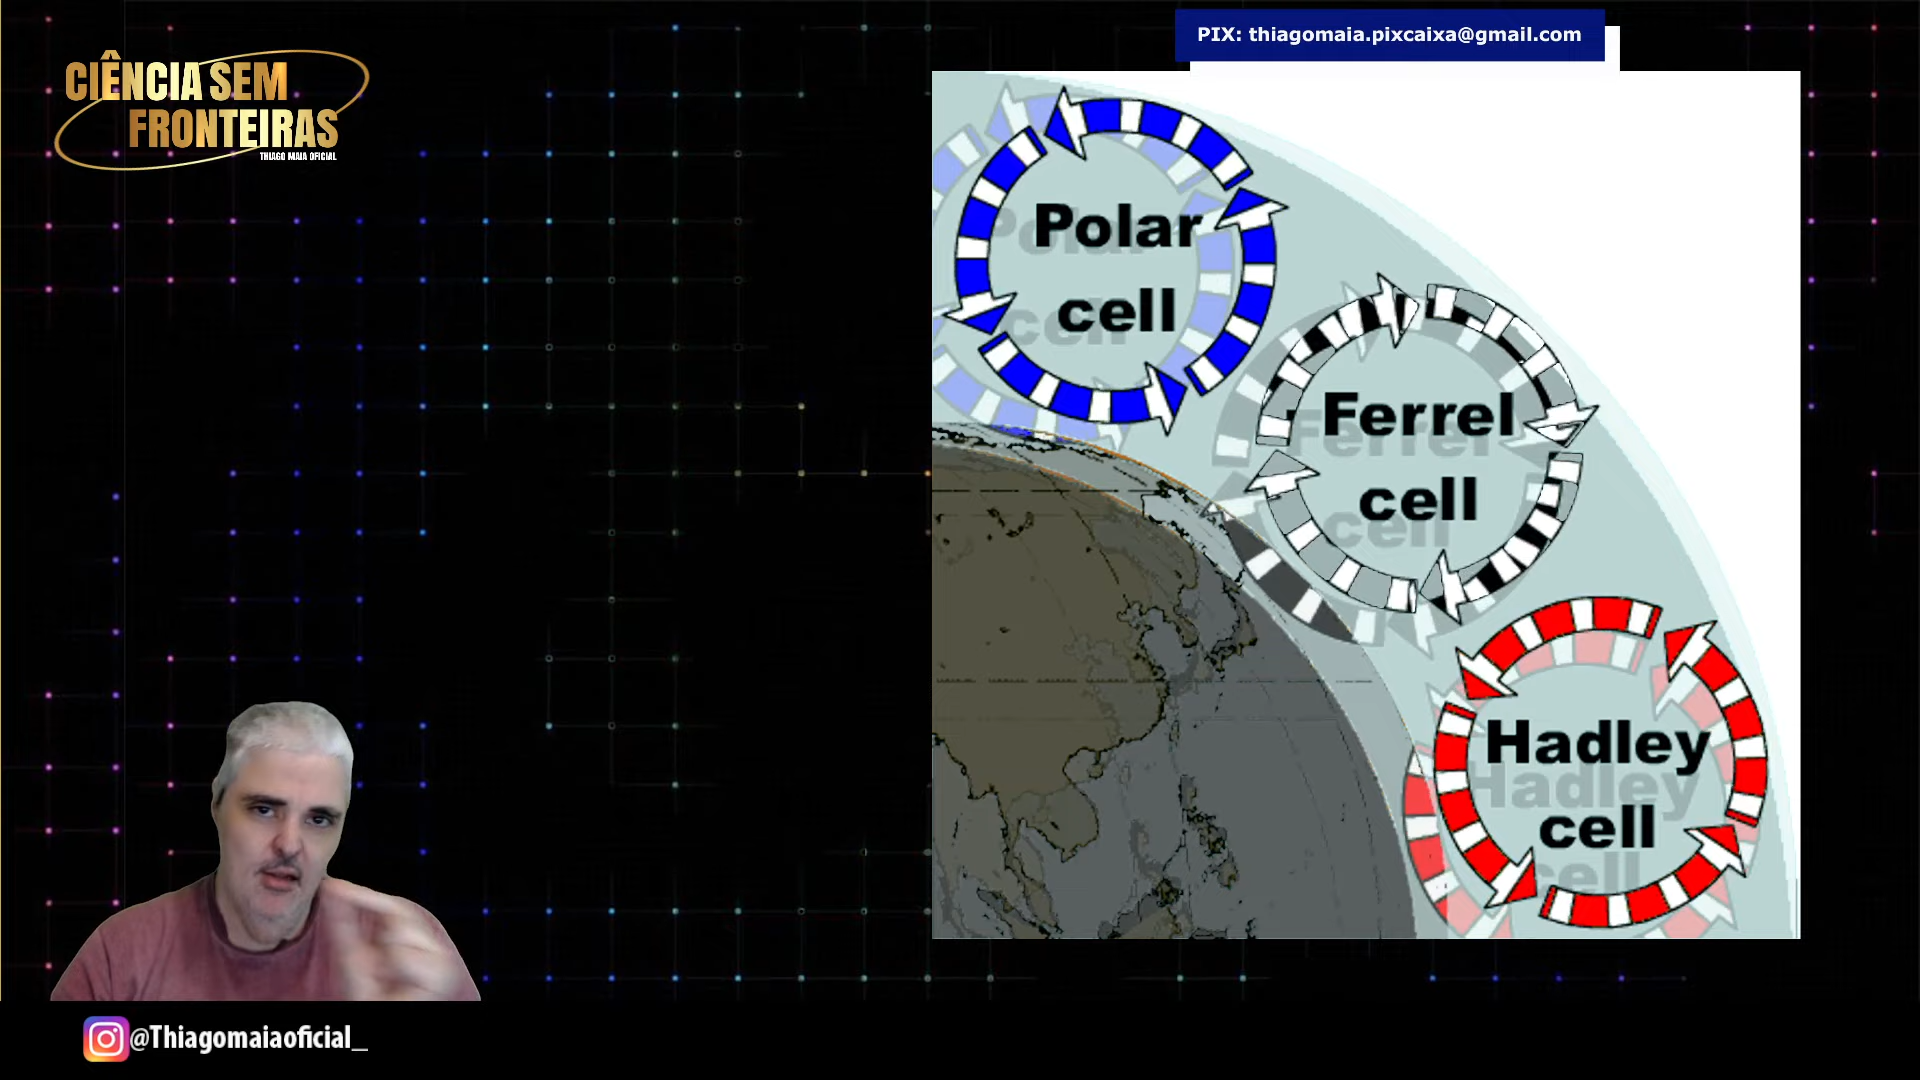 PIX: thiagomaia.pixcaixa@gmail.com
CIÊNCIA SEM
FRONTEIRAS
THIAGO MAIA OFICIAL
Polar
cell
Ferrel
cell
Hadley
cell
@Thiagomaiaoficial_